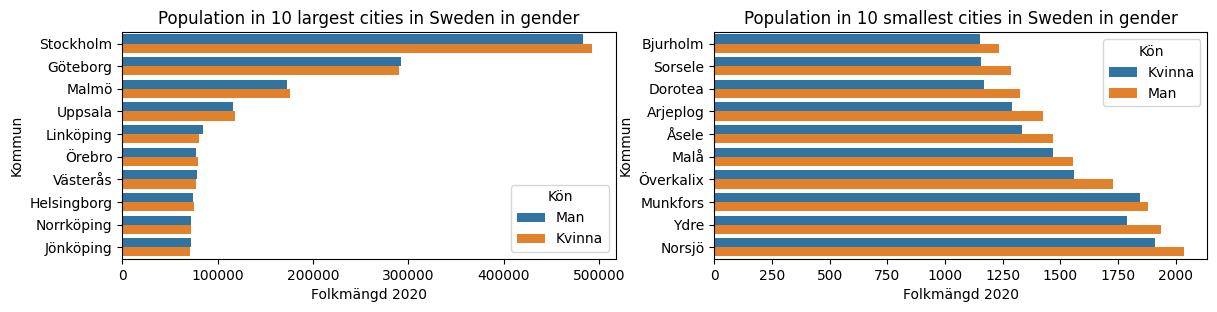 Population in 10 largest cities in Sweden in gender
Kommun
Stockholm
Göteborg
Malmö
Uppsala
Linköping
Örebro
Västerås
Helsingborg
Norrköping
Jönköping
Kön
Man
Kvinna
0 100000 200000 300000 400000 500000
Folkmängd 2020
Population in 10 smallest cities in Sweden in gender
Kommun
Bjurholm
Sorsele
Dorotea
Arjeplog
Åsele
Malå
Överkalix
Munkfors
Ydre
Norsjö
Kön
Kvinna
Man
0 250 500 750 1000 1250 1500 1750 2000
Folkmängd 2020